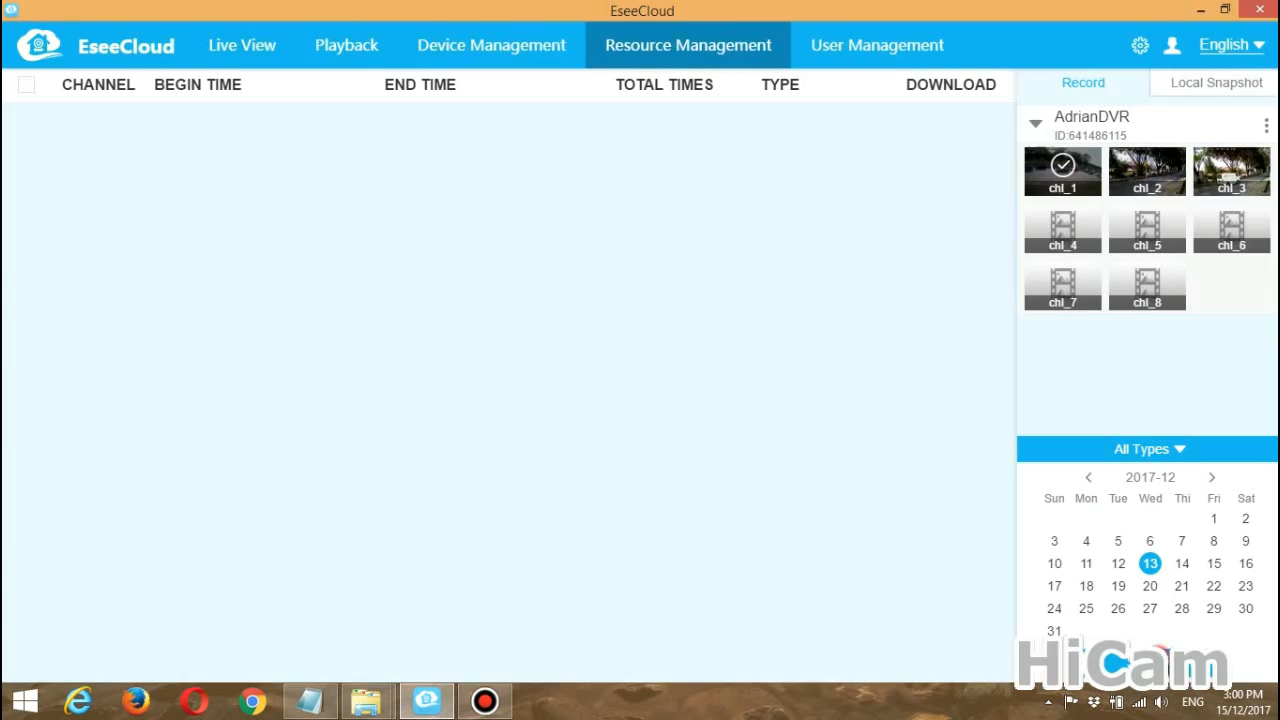 EseeCloud
EseeCloud Live View Playback Device Management Resource Management User Management English
CHANNEL BEGIN TIME END TIME TOTAL TIMES TYPE DOWNLOAD
Record Local Snapshot
AdrianDVR
ID:641486115
chl_1 chl_2 chl_3
chl_4 chl_5 chl_6
chl_7 chl_8
All Types
2017-12
Sun Mon Tue Wed Thi Fri Sat
1 2
3 4 5 6 7 8 9
10 11 12 13 14 15 16
17 18 19 20 21 22 23
24 25 26 27 28 29 30
31
HiCam
ENG 3:00 PM
15/12/2017